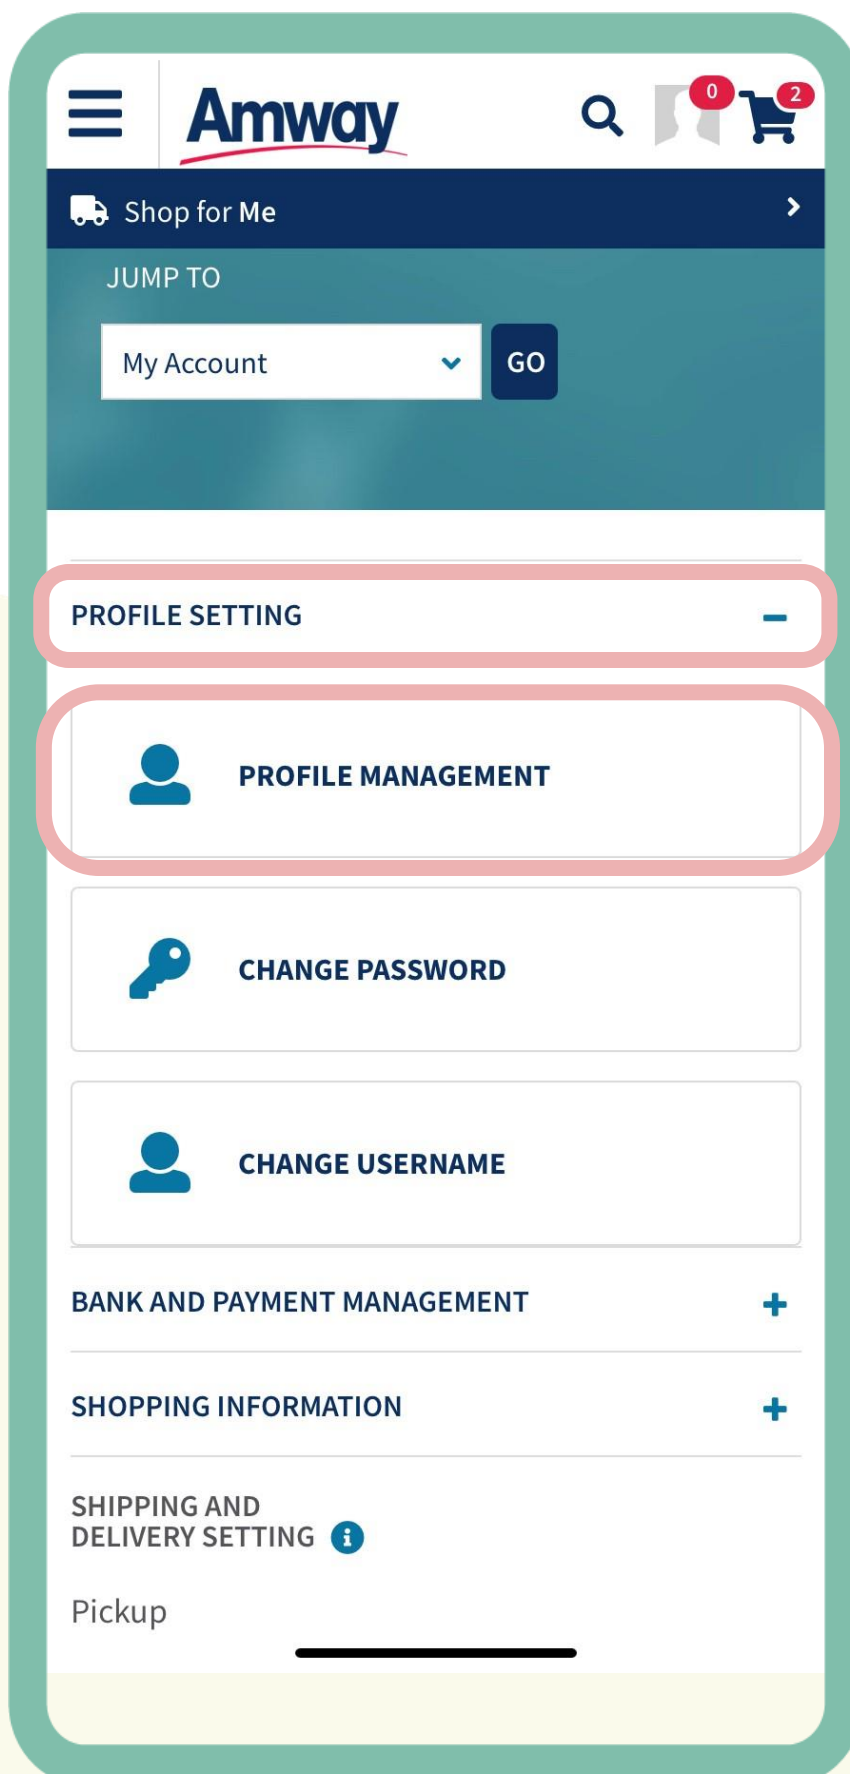 Amway
0
2
Shop for Me
JUMP TO
My Account
GO
PROFILE SETTING
PROFILE MANAGEMENT
CHANGE PASSWORD
CHANGE USERNAME
BANK AND PAYMENT MANAGEMENT
SHOPPING INFORMATION
SHIPPING AND
DELIVERY SETTING
Pickup